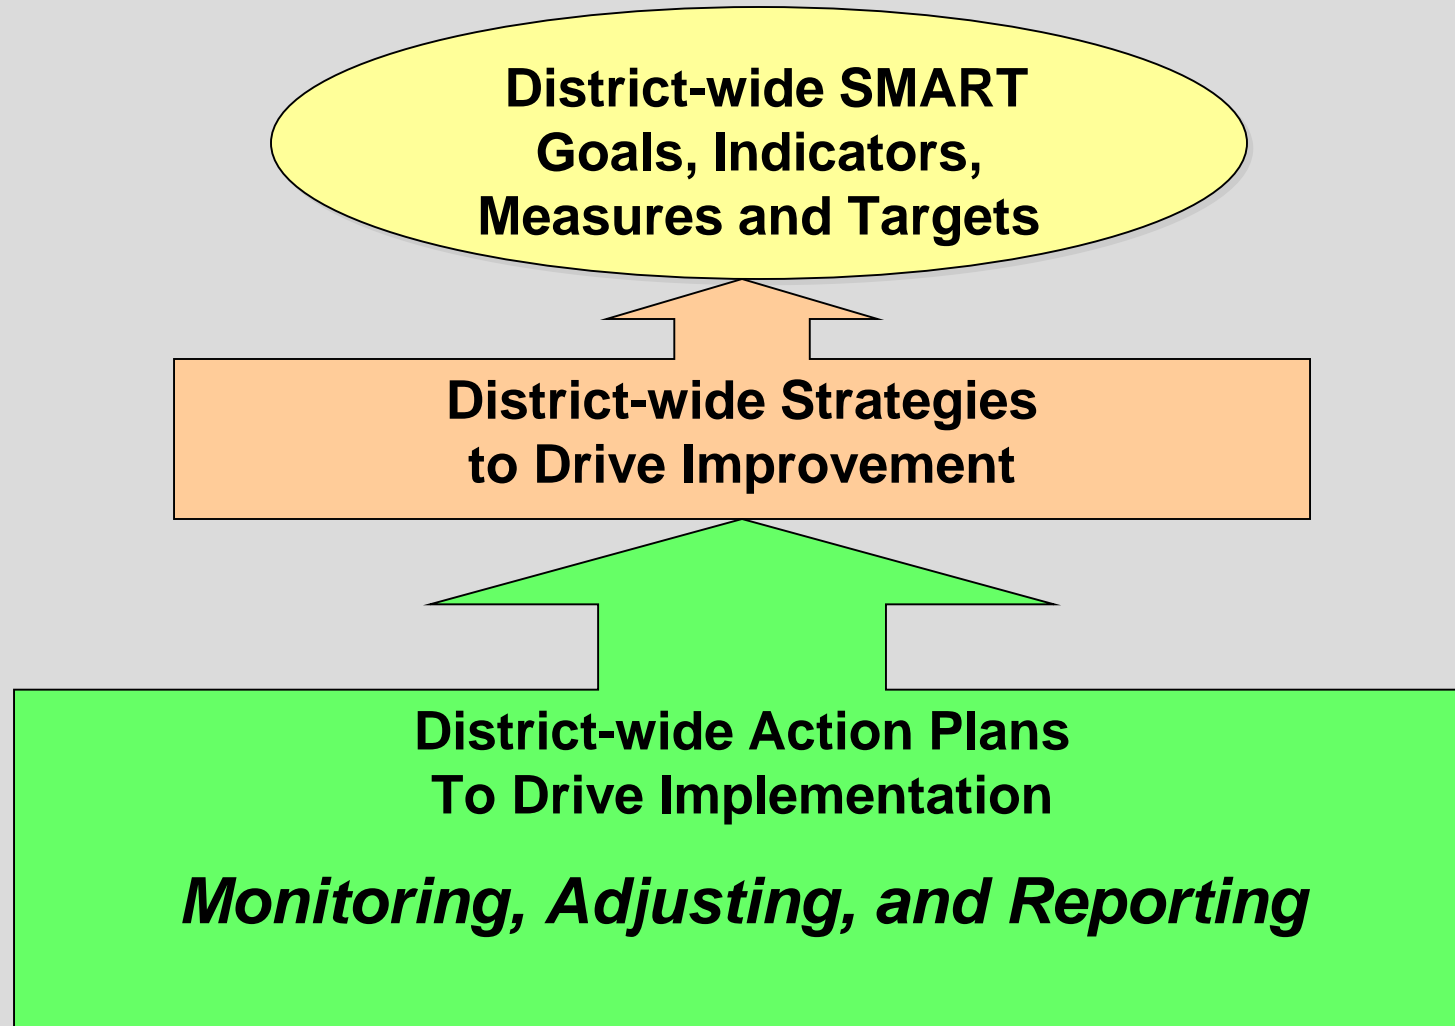 District-wide SMART
Goals, Indicators,
Measures and Targets
District-wide Strategies
to Drive Improvement
District-wide Action Plans
To Drive Implementation
Monitoring, Adjusting, and Reporting